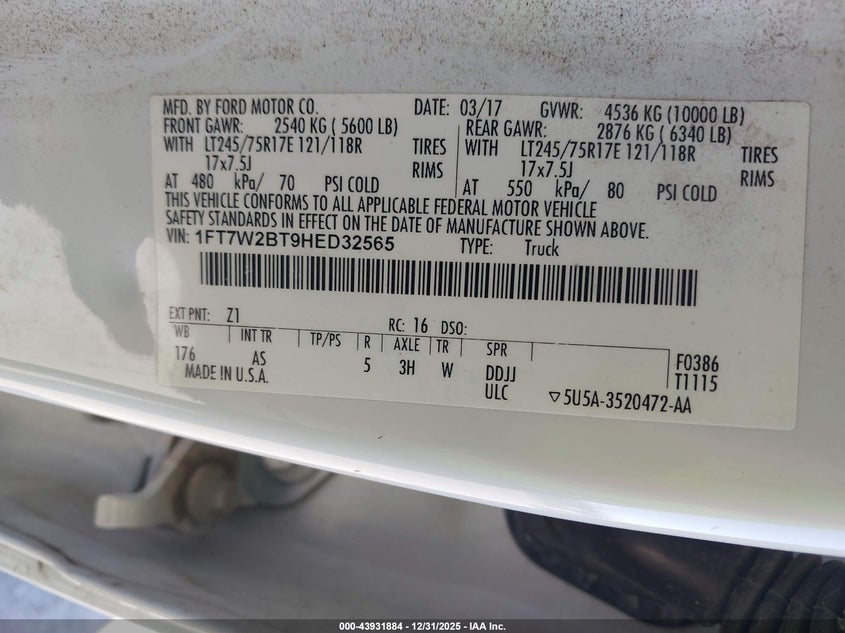 MFD. BY FORD MOTOR CO. DATE: 03/17 GVWR: 4536 KG (10000 LB)
FRONT GAWR: 2540 KG ( 5600 LB) REAR GAWR: 2876 KG ( 6340 LB)
WITH LT245/75R17E 121/118R TIRES WITH LT245/75R17E 121/118R TIRES
17x7.5J RIMS 17x7.5J RIMS
AT 480 kPa/ 70 PSI COLD AT 550 kPa/ 80 PSI COLD
THIS VEHICLE CONFORMS TO ALL APPLICABLE FEDERAL MOTOR VEHICLE
SAFETY STANDARDS IN EFFECT ON THE DATE OF MANUFACTURE SHOWN ABOVE.
VIN: 1FT7W2BT9HED32565 TYPE: Truck
EXT PNT: Z1 RC: 16 DSO:
WB INT TR TP/PS R AXLE TR SPR
176 AS 5 3H W DDJJ F0386
MADE IN U.S.A. ULC T1115
▽5U5A-3520472-AA
000-43931884 - 12/31/2025 - IAA Inc.